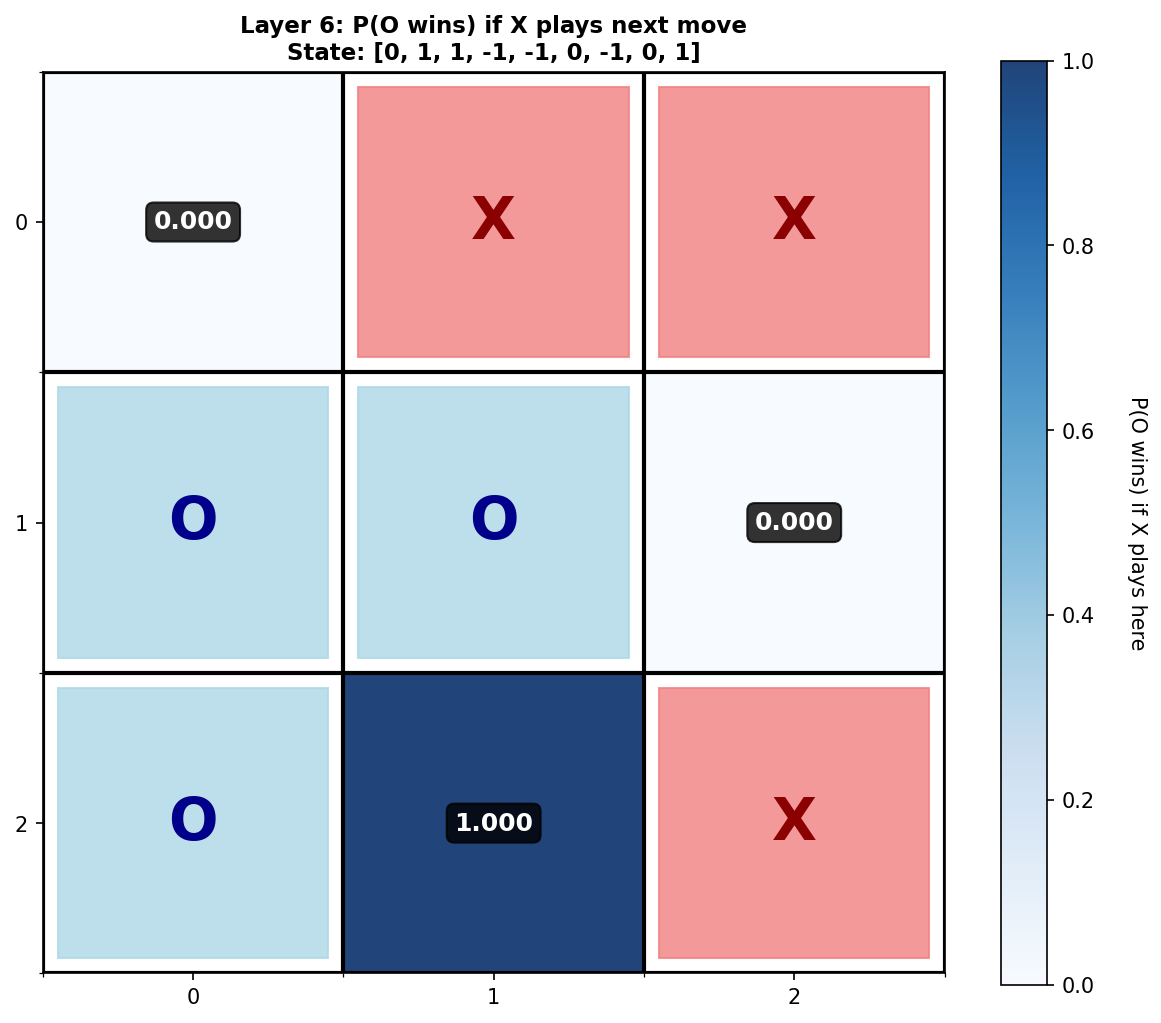 Layer 6: P(O wins) if X plays next move
State: [0, 1, 1, -1, -1, 0, -1, 0, 1]
0
0.000
X
X
1
O
O
0.000
2
O
1.000
X
0
1
2
1.0
0.8
0.6
0.4
0.2
0.0
P(O wins) if X plays here